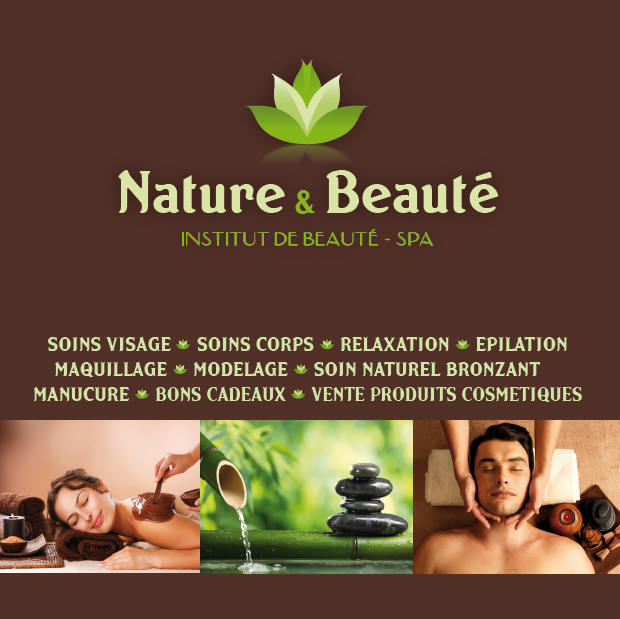 Nature & Beauté
INSTITUT DE BEAUTÉ - SPA
SOINS VISAGE SOINS CORPS RELAXATION EPILATION
MAQUILLAGE MODELAGE SOIN NATUREL BRONZANT
MANUCURE BONS CADEAUX VENTE PRODUITS COSMETIQUES